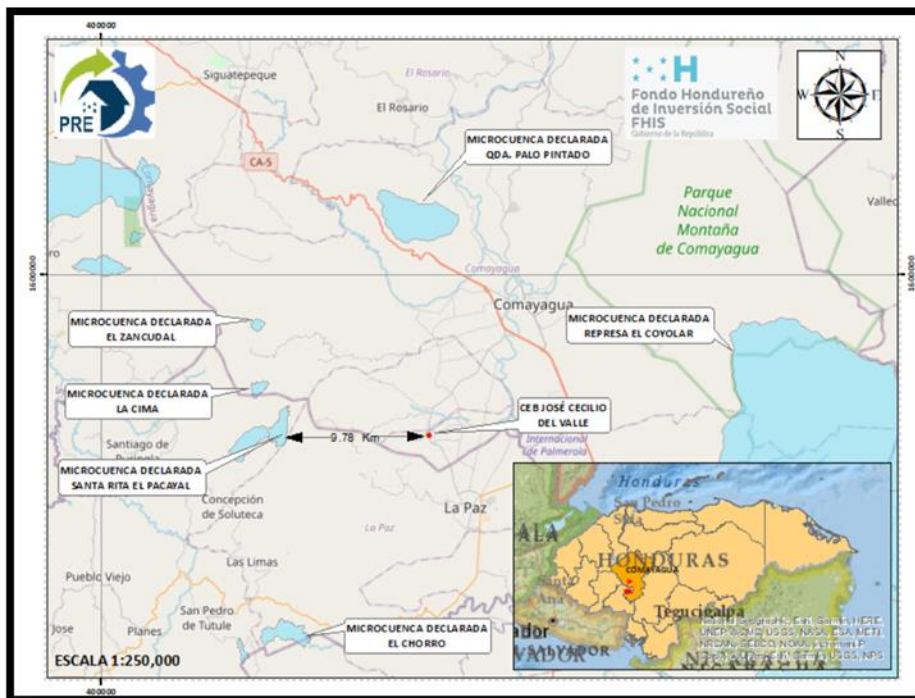 400000
PRE
Siguatepeque
El Rosario
El Rosario
CA-5
Comayagua
MICROCUENCA DECLARADA
QDA. PALO PINTADO
H
Fondo Hondureño
de Inversión Social
FHIS
Gobierno de la República
N
W
E
S
Parque
Nacional
Montaña
de Comayagua
1600000
1600000
Comayagua
Comayagua
MICROCUENCA DECLARADA
EL ZANCUDAL
MICROCUENCA DECLARADA
REPRESA EL COYOLAR
MICROCUENCA DECLARADA
LA CIMA
CEB JOSÉ CECILIO
DEL VALLE
9.78 Km
Santiago de
Internacional
de Palmerola
MICROCUENCA DECLARADA
SANTA RITA EL PACAYAL
Concepción
de Soluteca
La Paz
La Paz
Las Limas
Pueblo Viejo
San Pedro
de Tutule
Jose
Planes
MICROCUENCA DECLARADA
EL CHORRO
ESCALA 1:250,000
400000
Honduras
San Pedro
Sula
HONDURAS
COMAYAGUA
Santa
Ana
Tegucigalpa